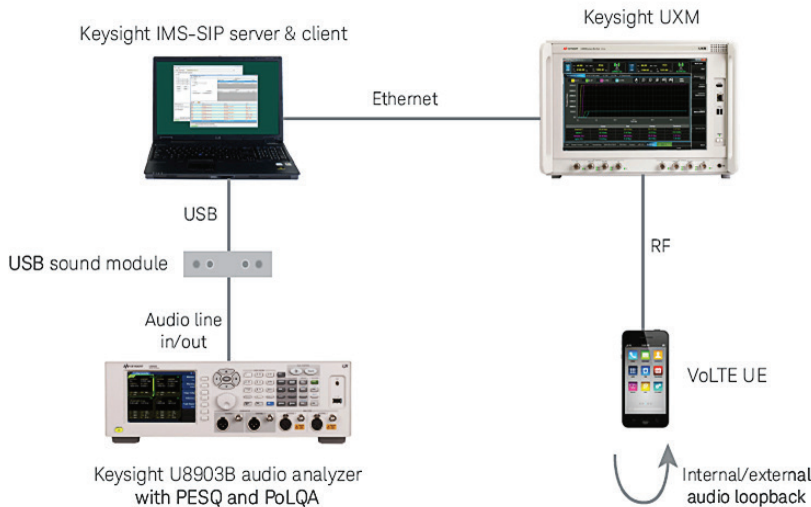 Keysight IMS-SIP server & client
Keysight UXM
Ethernet
USB
RF
USB sound module
Audio line
in/out
VoLTE UE
Keysight U8903B audio analyzer
with PESQ and PoLQA
Internal/external
audio loopback
UXM